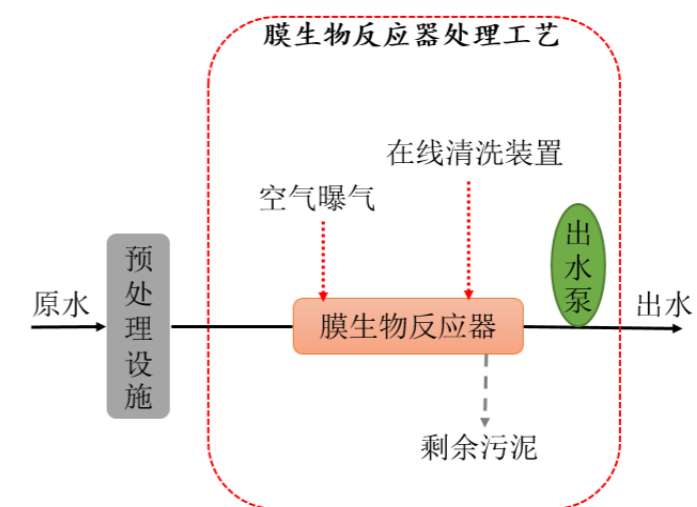 膜生物反应器处理工艺
在线清洗装置
空气曝气
出水泵
预处理设施
原水
膜生物反应器
出水
剩余污泥